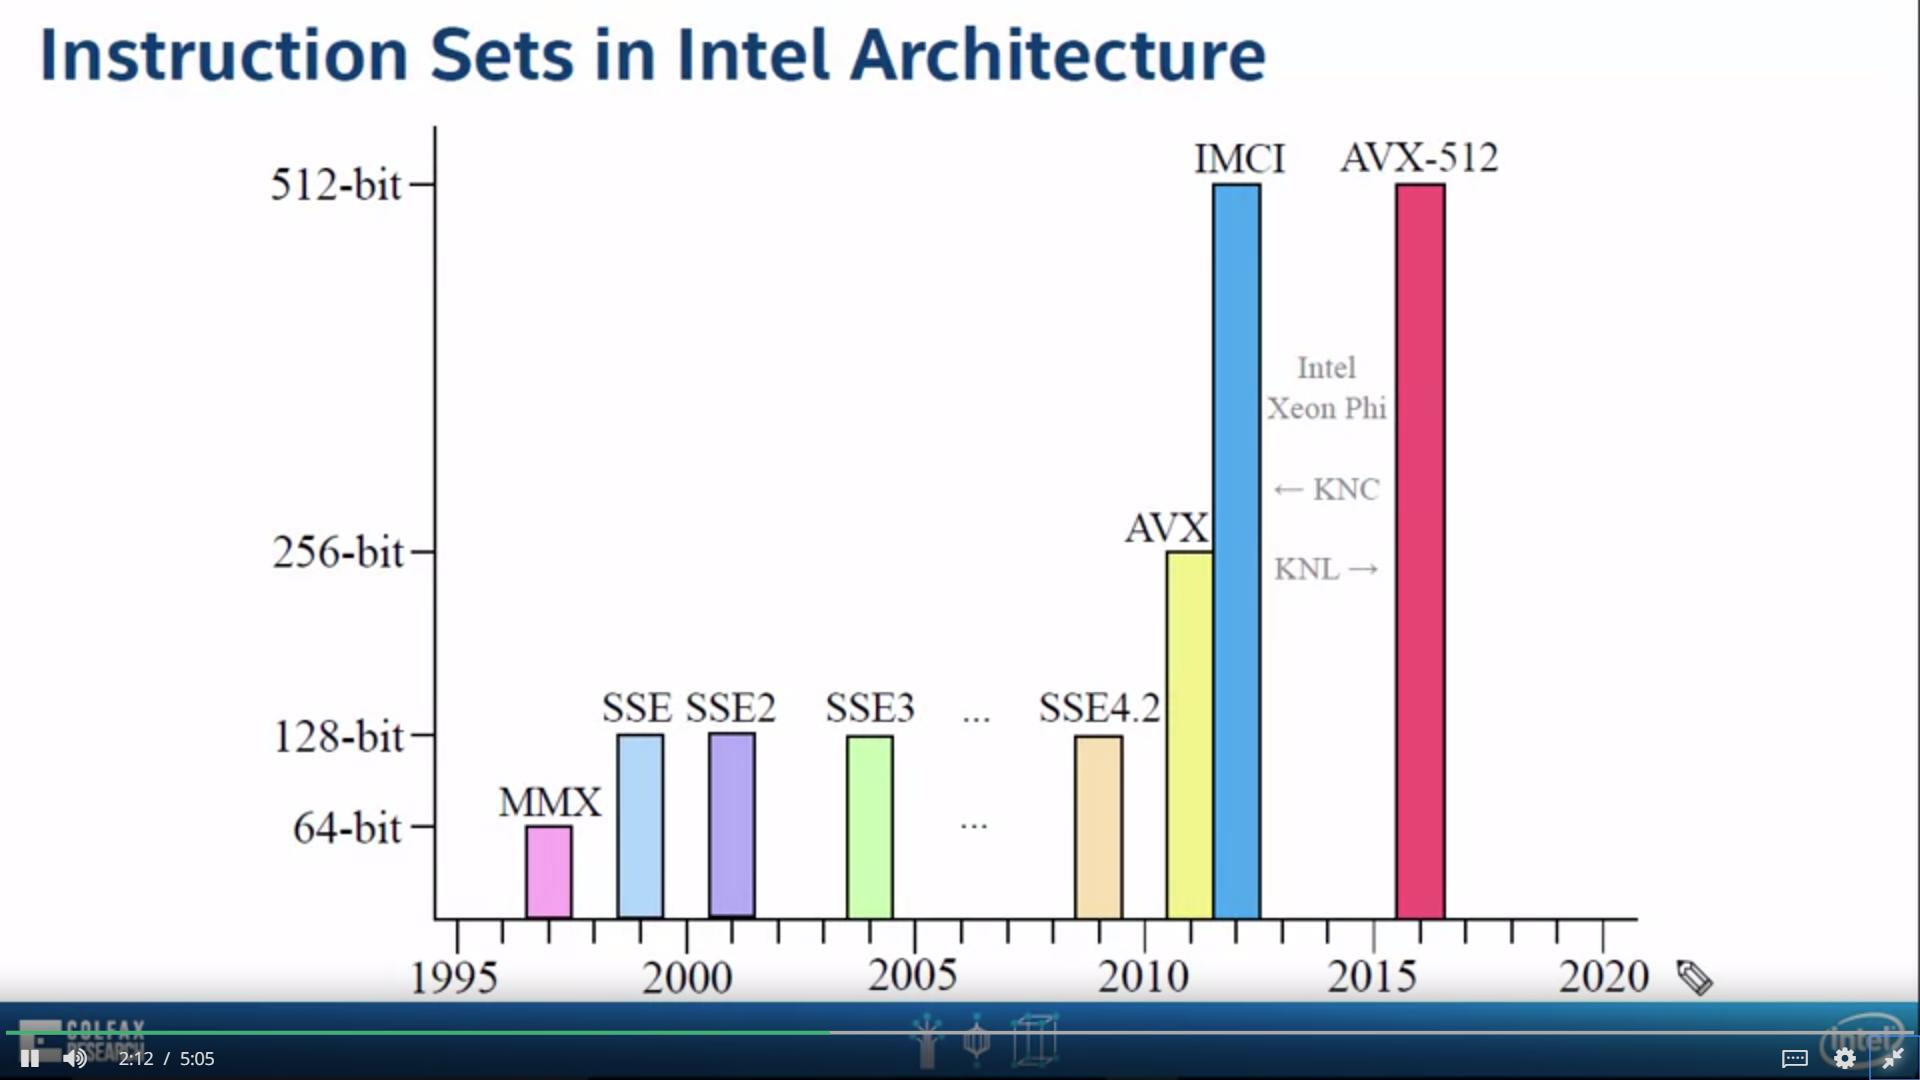 Instruction Sets in Intel Architecture
512-bit
256-bit
128-bit
64-bit
MMX
SSE
SSE2
SSE3
...
...
SSE4.2
AVX
IMCI
AVX-512
Intel
Xeon Phi
← KNC
KNL →
1995
2000
2005
2010
2015
2020
COLFAX
RESEARCH
intel
2:12 / 5:05